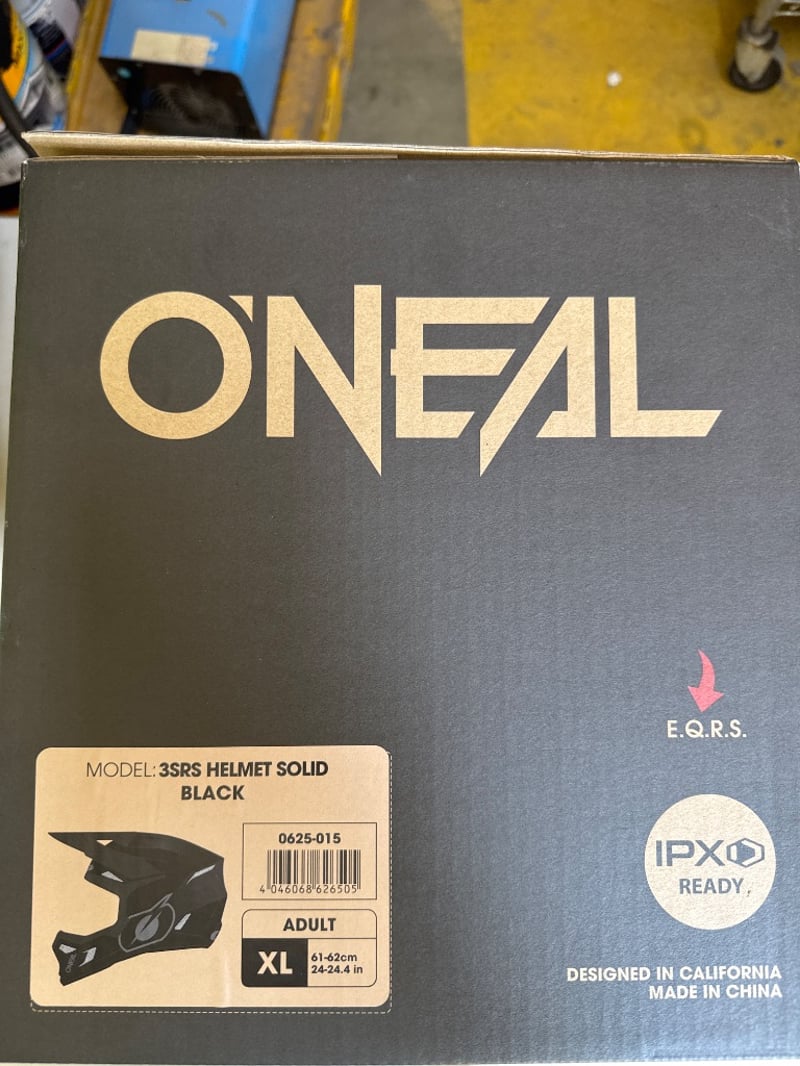 O'NEAL
E.Q.R.S.
MODEL: 3SRS HELMET SOLID
BLACK
0625-015
4 046068 626505
ADULT
XL
61-62cm
24-24.4 in
IPX
READY
DESIGNED IN CALIFORNIA
MADE IN CHINA